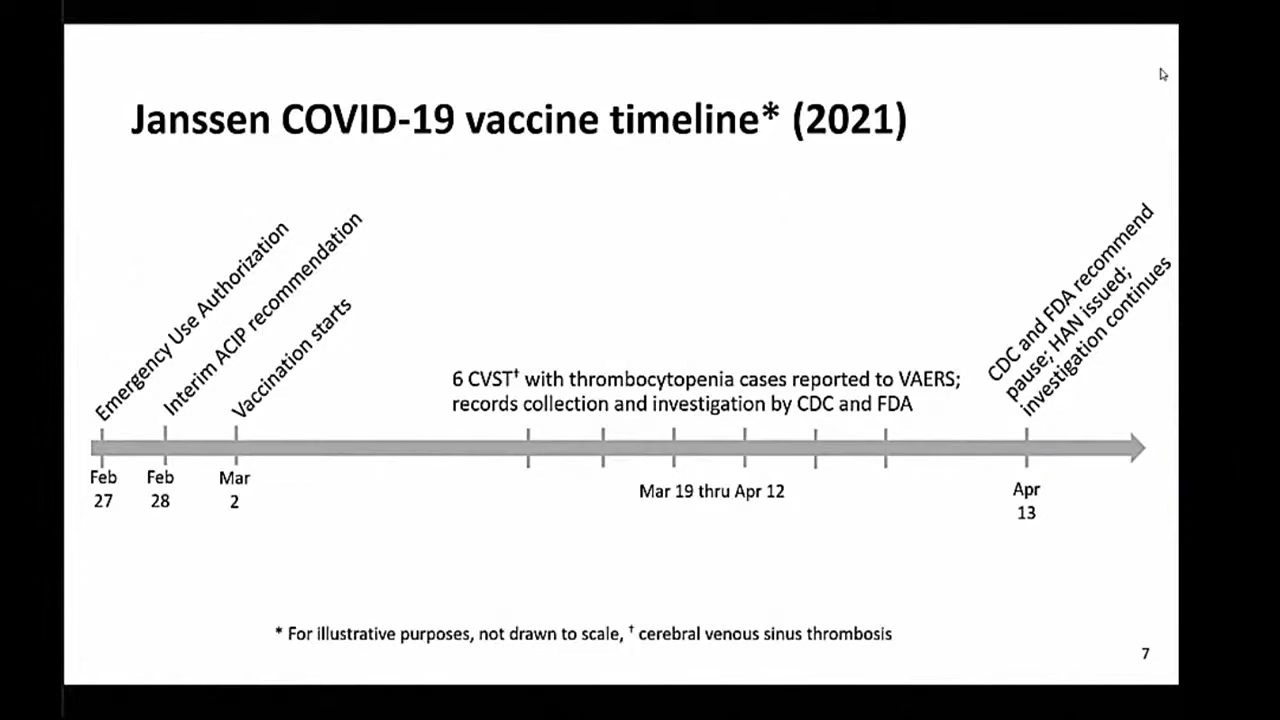 Janssen COVID-19 vaccine timeline* (2021)
Emergency Use Authorization
Interim ACIP recommendation
Vaccination starts
6 CVST† with thrombocytopenia cases reported to VAERS;
records collection and investigation by CDC and FDA
CDC and FDA recommend
pause; HAN issued;
investigation continues
Feb
27
Feb
28
Mar
2
Mar 19 thru Apr 12
Apr
13
* For illustrative purposes, not drawn to scale, † cerebral venous sinus thrombosis
7